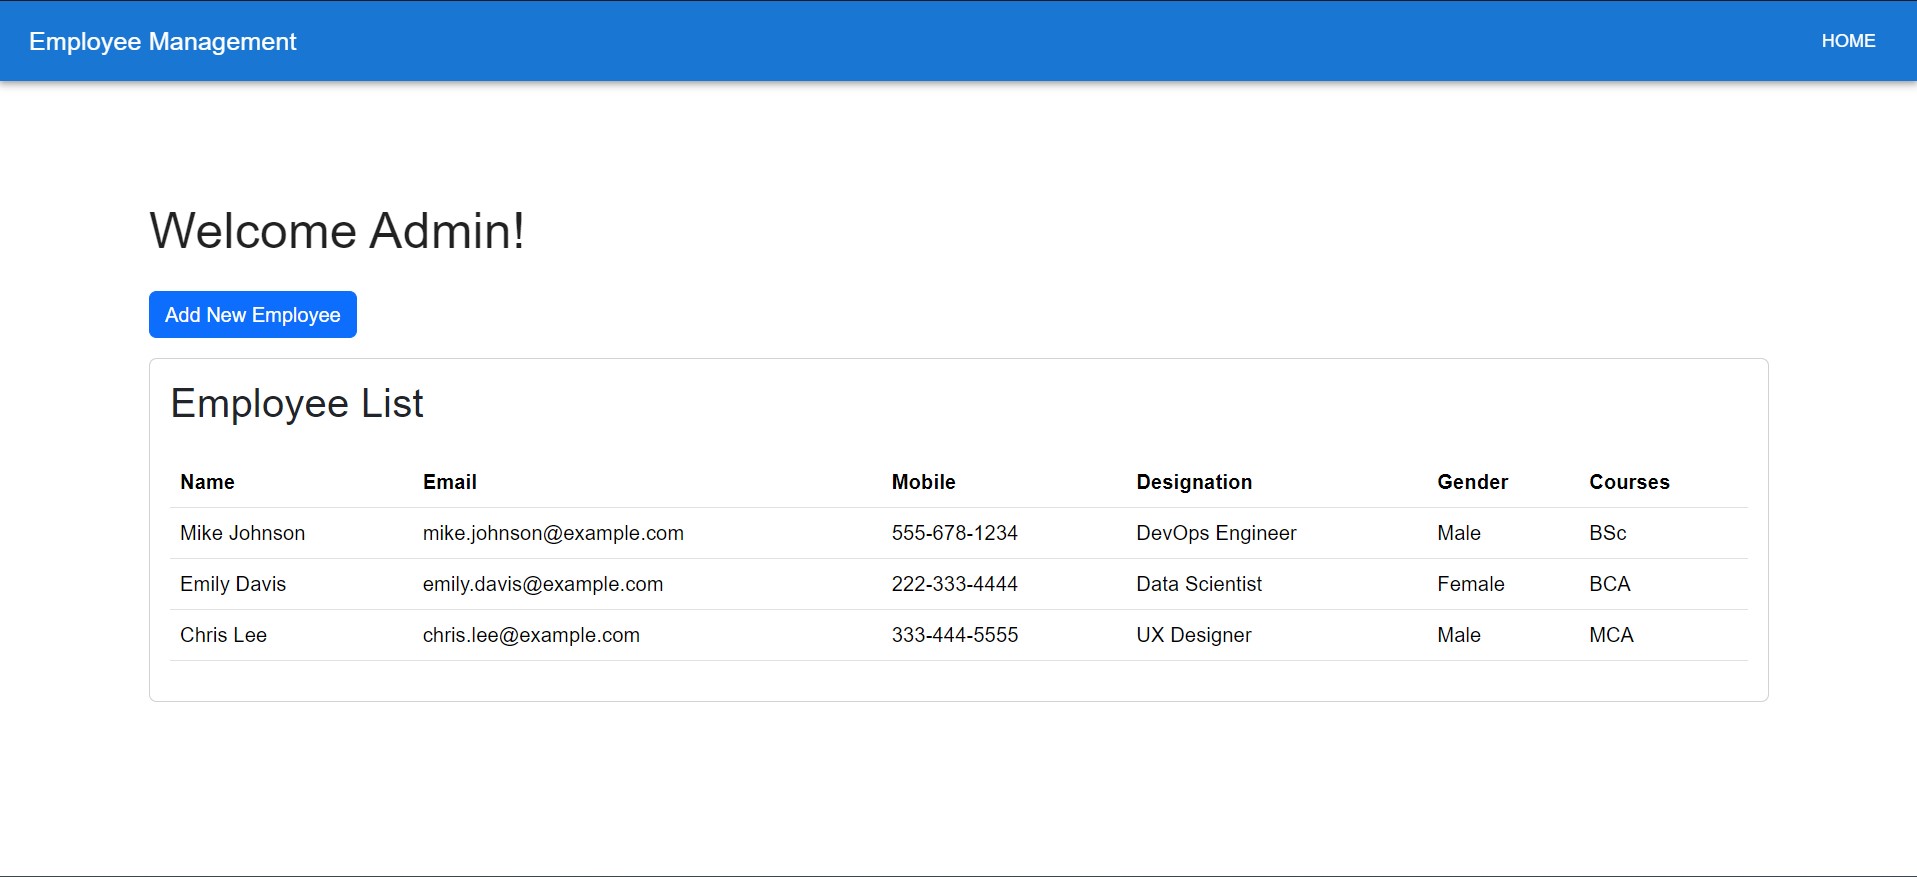 Employee Management HOME
Welcome Admin!
Add New Employee
Employee List
Name Email Mobile Designation Gender Courses
Mike Johnson mike.johnson@example.com 555-678-1234 DevOps Engineer Male BSc
Emily Davis emily.davis@example.com 222-333-4444 Data Scientist Female BCA
Chris Lee chris.lee@example.com 333-444-5555 UX Designer Male MCA